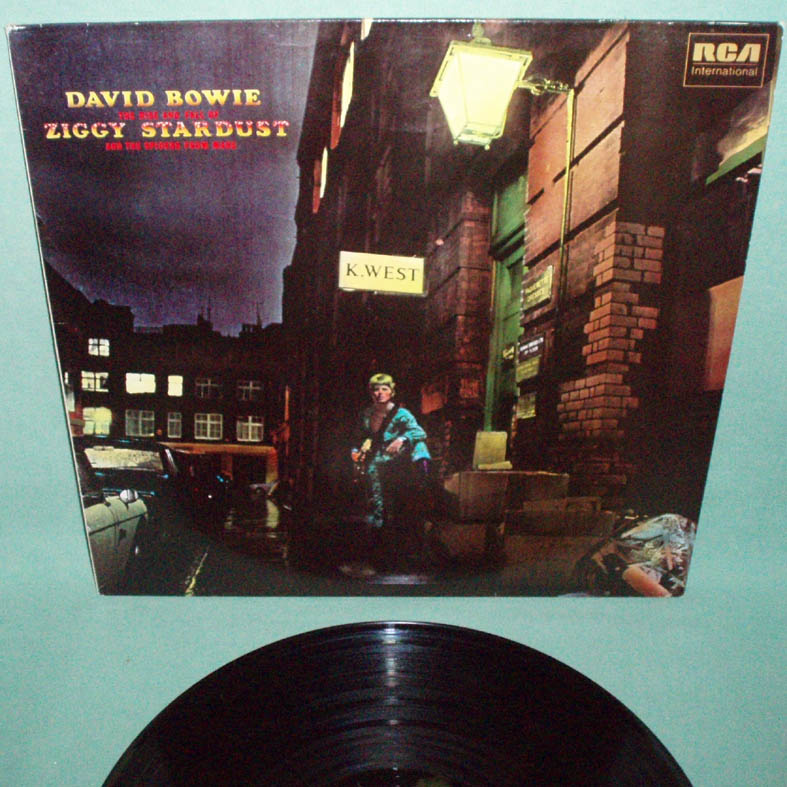 DAVID BOWIE
THE RISE AND FALL OF
ZIGGY STARDUST
AND THE SPIDERS FROM MARS
RCA
International
K.WEST